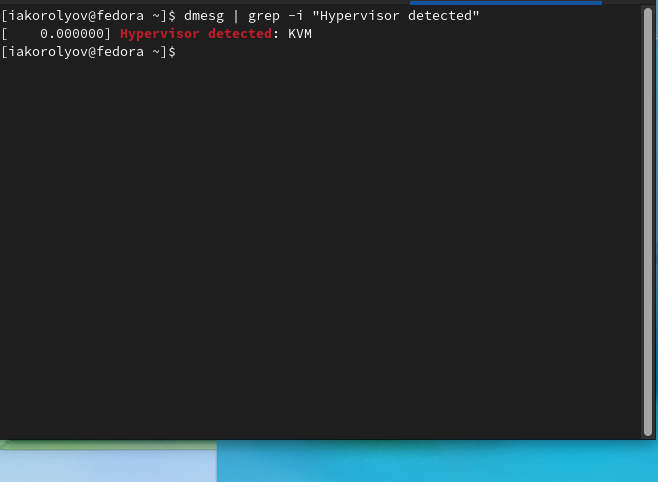 [iakorolyov@fedora ~]$ dmesg | grep -i "Hypervisor detected"
[    0.000000] Hypervisor detected: KVM
[iakorolyov@fedora ~]$